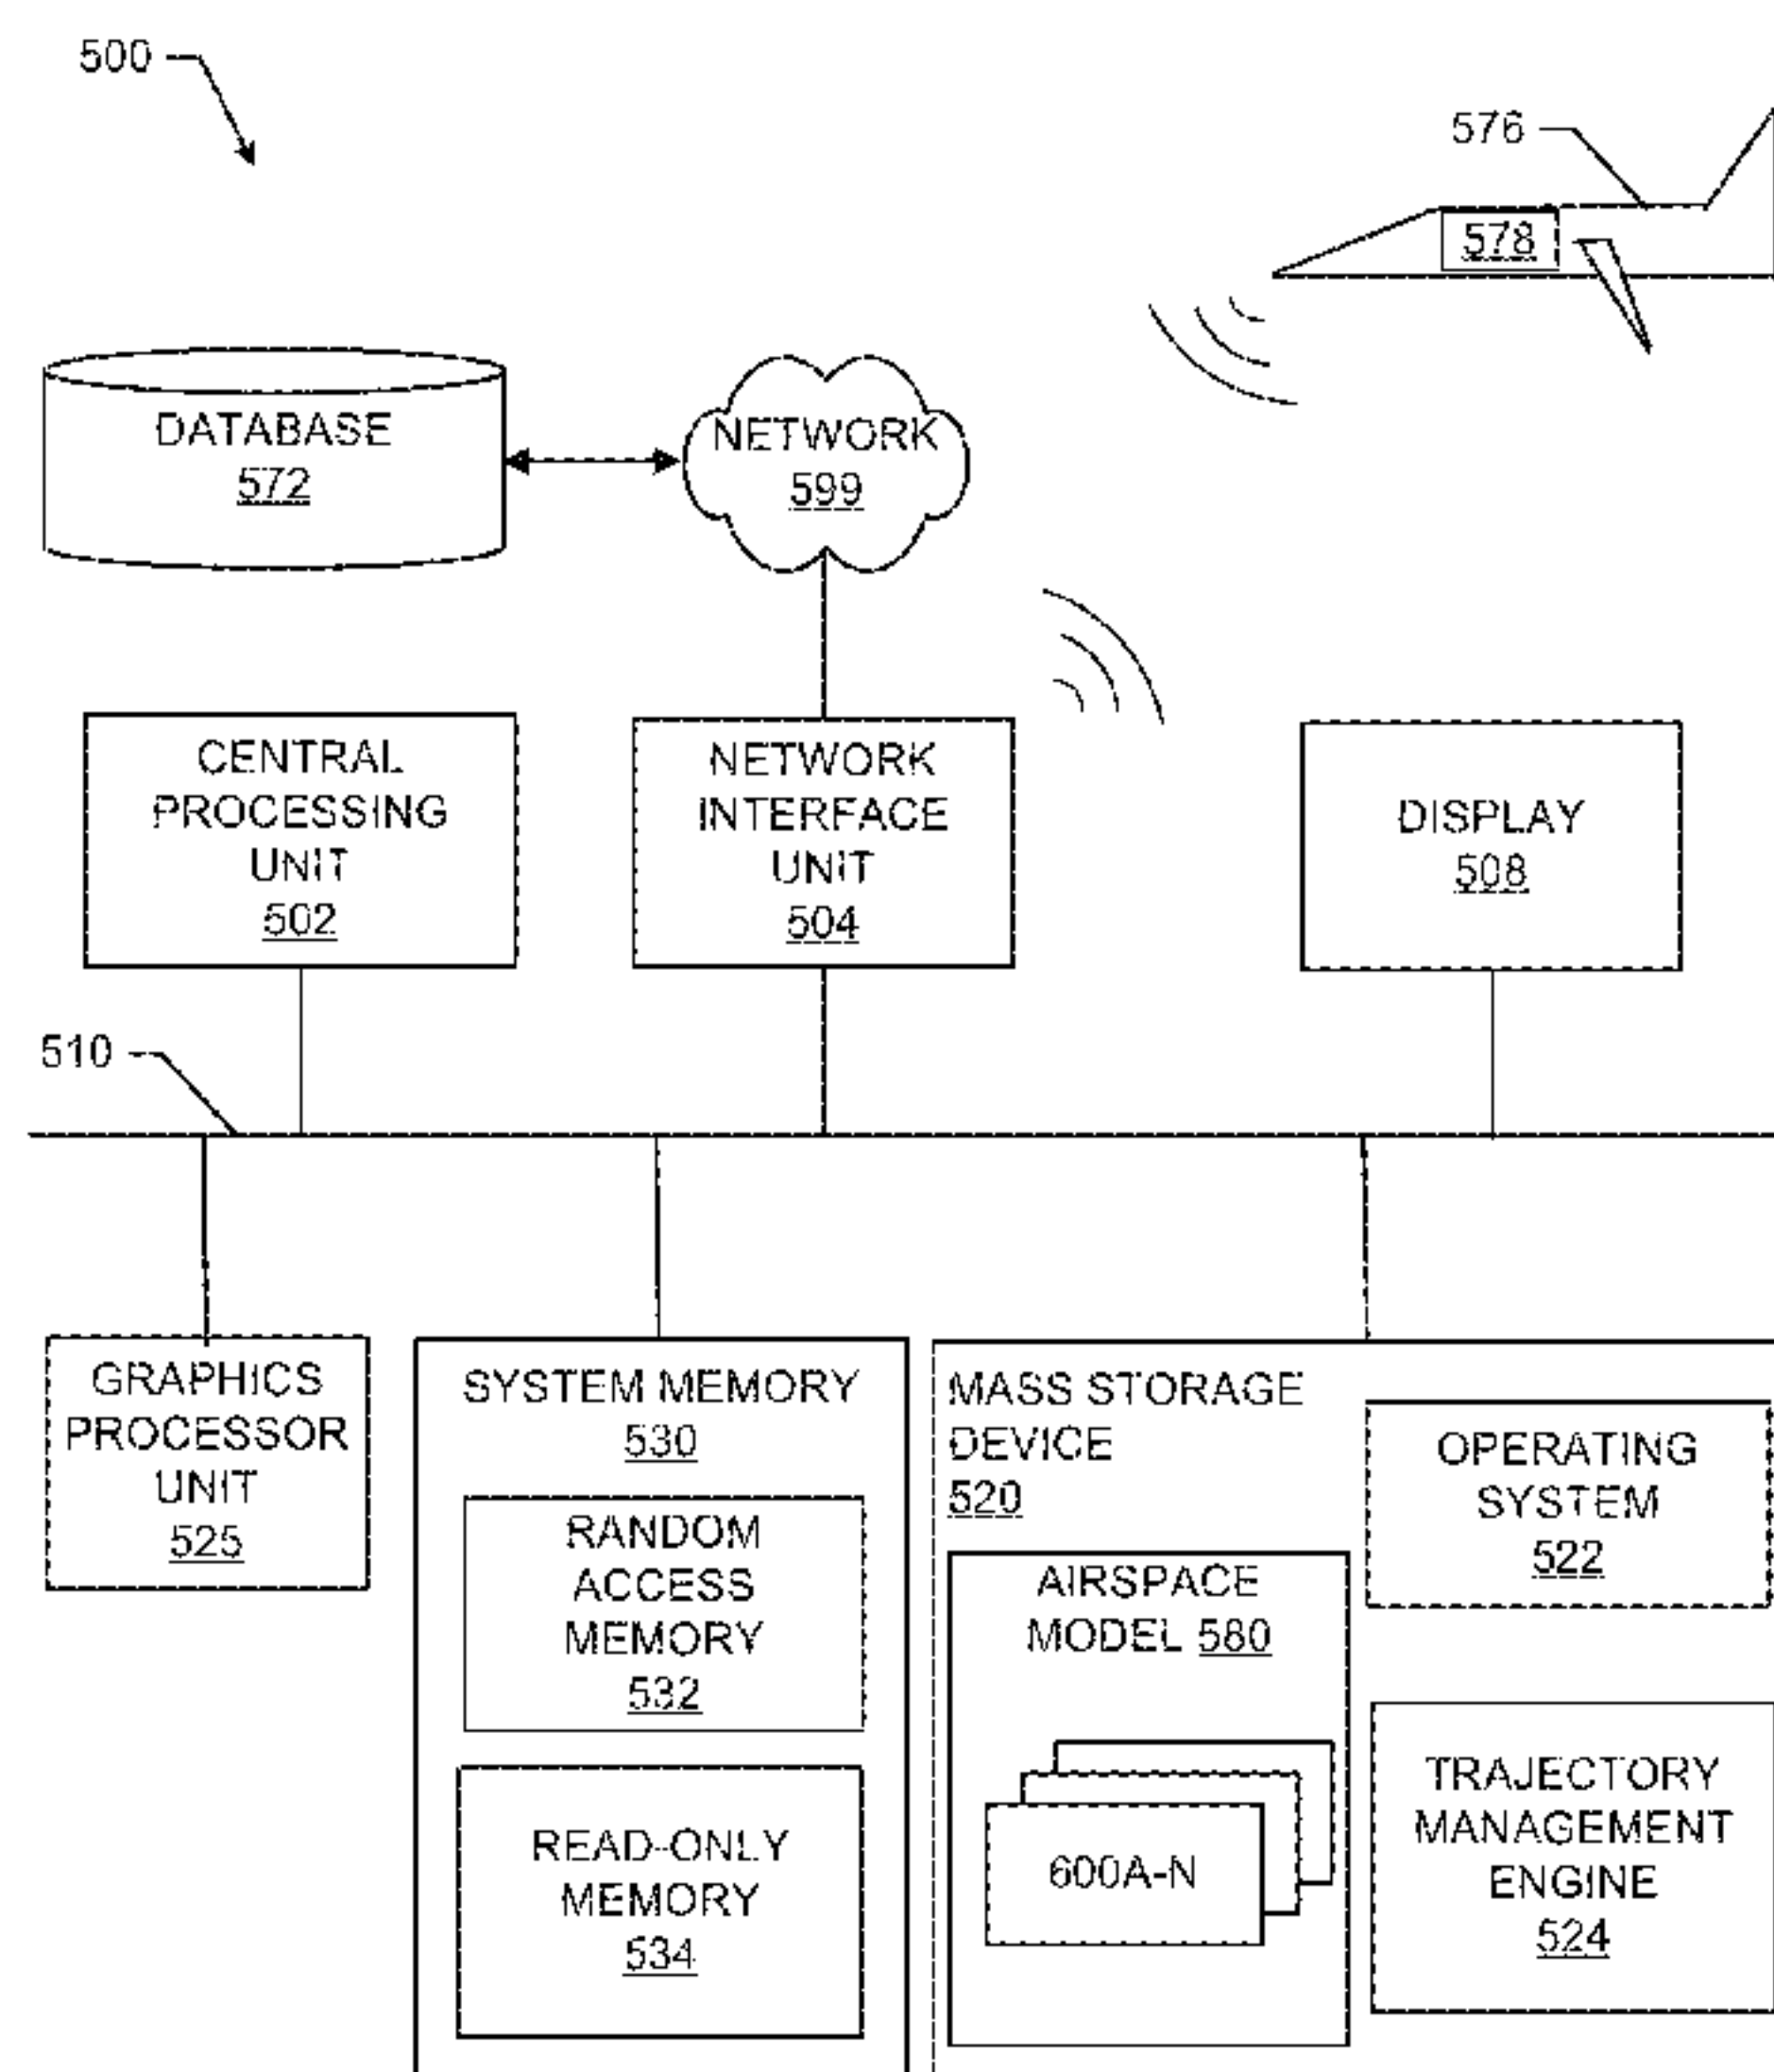 500
576
578
DATABASE
572
NETWORK
599
CENTRAL
PROCESSING
UNIT
502
NETWORK
INTERFACE
UNIT
504
DISPLAY
508
510
GRAPHICS
PROCESSOR
UNIT
525
SYSTEM MEMORY
530
RANDOM
ACCESS
MEMORY
532
READ-ONLY
MEMORY
534
MASS STORAGE
DEVICE
520
AIRSPACE
MODEL 580
600A-N
OPERATING
SYSTEM
522
TRAJECTORY
MANAGEMENT
ENGINE
524